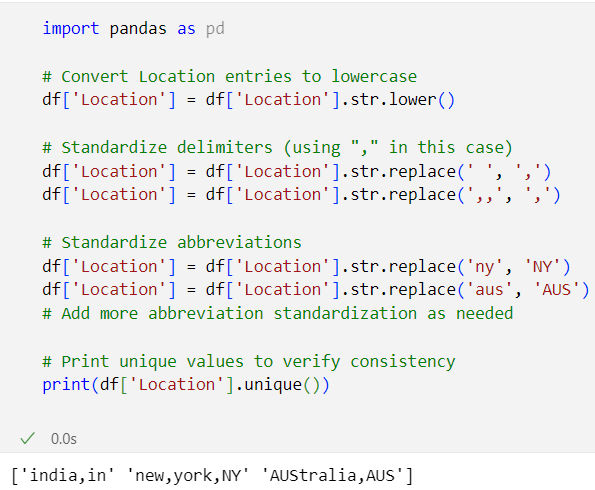 import pandas as pd
# Convert Location entries to lowercase
df['Location'] = df['Location'].str.lower()
# Standardize delimiters (using "," in this case)
df['Location'] = df['Location'].str.replace(' ', ',')
df['Location'] = df['Location'].str.replace(',,', ',')
# Standardize abbreviations
df['Location'] = df['Location'].str.replace('ny', 'NY')
df['Location'] = df['Location'].str.replace('aus', 'AUS')
# Add more abbreviation standardization as needed
# Print unique values to verify consistency
print(df['Location'].unique())
0.0s
['india,in' 'new,york,NY' 'AUStralia,AUS']